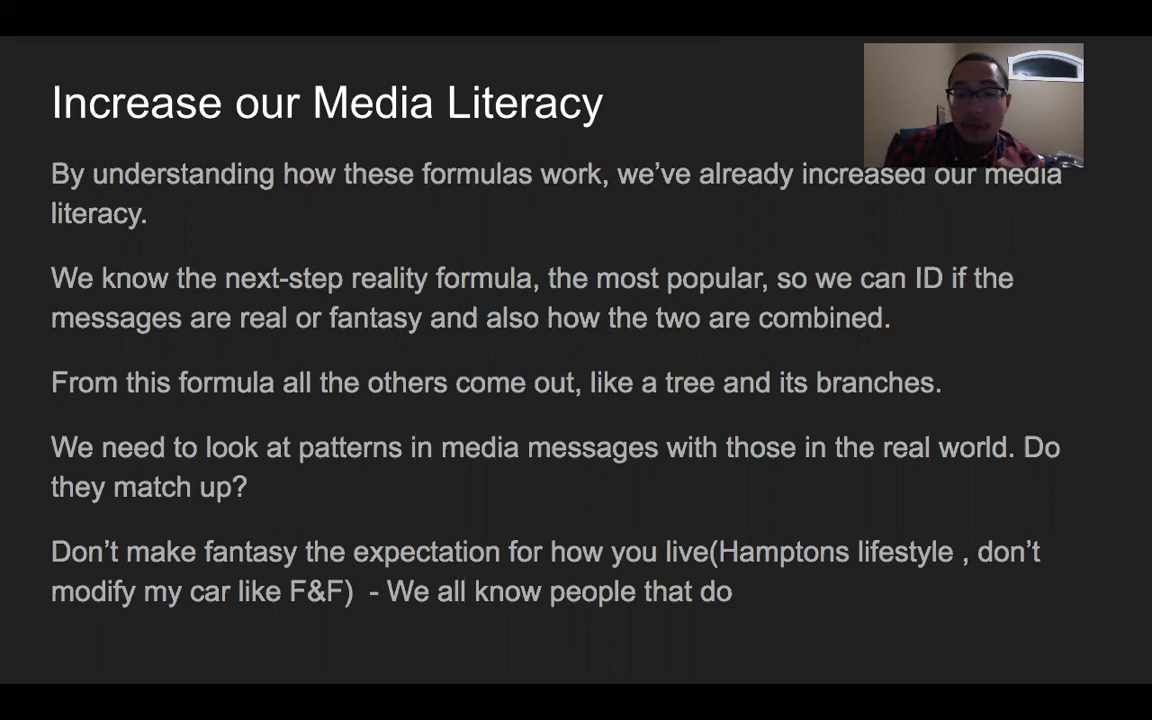 Increase our Media Literacy
By understanding how these formulas work, we’ve already increased our media
literacy.
We know the next-step reality formula, the most popular, so we can ID if the
messages are real or fantasy and also how the two are combined.
From this formula all the others come out, like a tree and its branches.
We need to look at patterns in media messages with those in the real world. Do
they match up?
Don’t make fantasy the expectation for how you live(Hamptons lifestyle , don’t
modify my car like F&F)  - We all know people that do